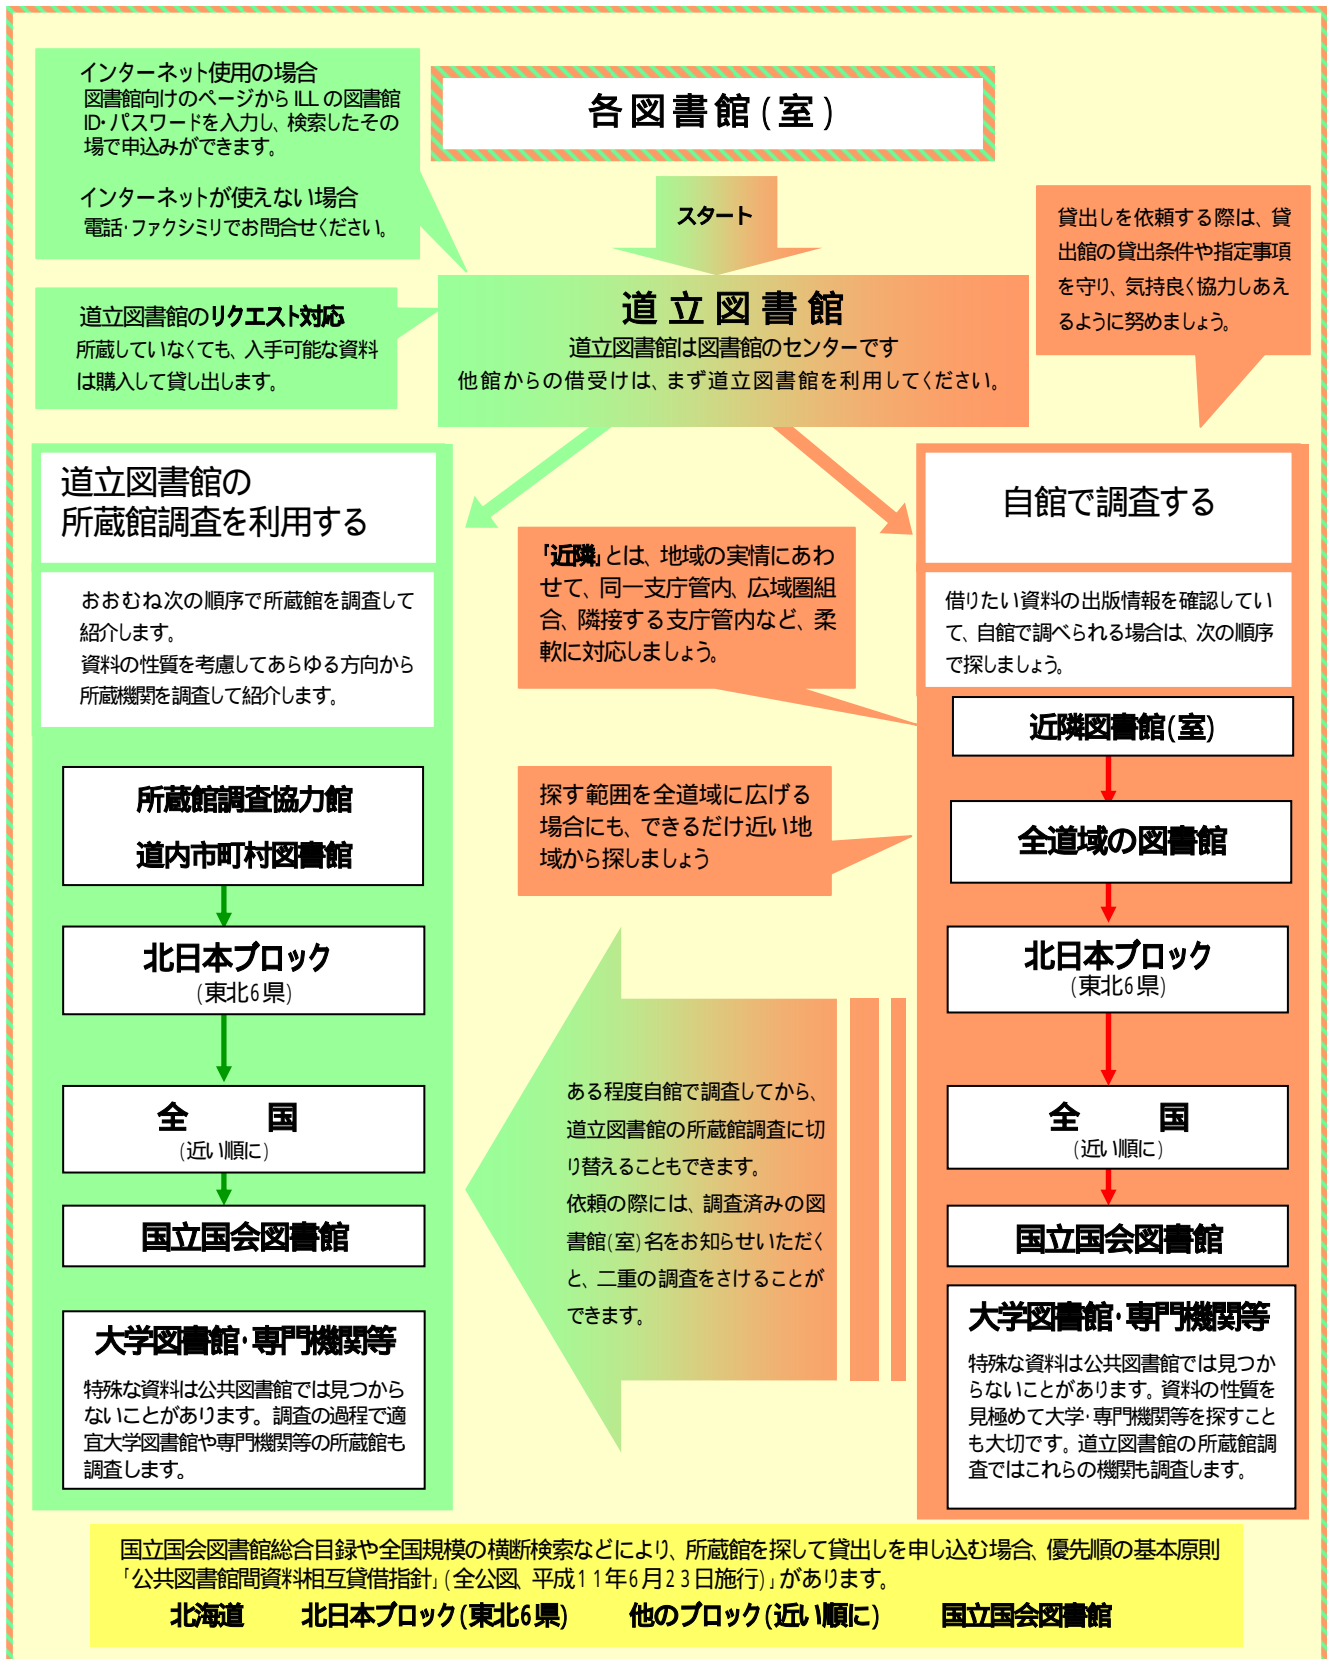 インターネット使用の場合
図書館向けのページから ILL の図書館
ID・パスワードを入力し、検索したその
場で申込みができます。
インターネットが使えない場合
電話・ファクシミリでお問合せください。
各図書館(室)
スタート
貸出しを依頼する際は、貸
出館の貸出条件や指定事項
を守り、気持良く協力しあえ
るように努めましょう。
道立図書館のリクエスト対応
所蔵していなくても、入手可能な資料
は購入して貸し出します。
道立図書館
道立図書館は図書館のセンターです
他館からの借受けは、まず道立図書館を利用してください。
道立図書館の
所蔵館調査を利用する
おおむね次の順序で所蔵館を調査して
紹介します。
資料の性質を考慮してあらゆる方向から
所蔵機関を調査して紹介します。
所蔵館調査協力館
道内市町村図書館
北日本ブロック
(東北6県)
全　国
(近い順に)
国立国会図書館
大学図書館・専門機関等
特殊な資料は公共図書館では見つから
ないことがあります。調査の過程で適
宜大学図書館や専門機関等の所蔵館も
調査します。
「近隣」とは、地域の実情にあわ
せて、同一支庁管内、広域圏組
合、隣接する支庁管内など、柔
軟に対応しましょう。
探す範囲を全道域に広げる
場合にも、できるだけ近い地
域から探しましょう
ある程度自館で調査してから、
道立図書館の所蔵館調査に切
り替えることもできます。
依頼の際には、調査済みの図
書館(室)名をお知らせいただく
と、二重の調査をさけることが
できます。
自館で調査する
借りたい資料の出版情報を確認してい
て、自館で調べられる場合は、次の順序
で探しましょう。
近隣図書館(室)
全道域の図書館
北日本ブロック
(東北6県)
全　国
(近い順に)
国立国会図書館
大学図書館・専門機関等
特殊な資料は公共図書館では見つか
らないことがあります。資料の性質を
見極めて大学・専門機関等を探すこと
も大切です。道立図書館の所蔵館調
査ではこれらの機関も調査します。
国立国会図書館総合目録や全国規模の横断検索などにより、所蔵館を探して貸出しを申し込む場合、優先順の基本原則
「公共図書館間資料相互貸借指針」(全公図、平成11年6月23日施行)」があります。
北海道　北日本ブロック(東北6県)　他のブロック(近い順に)　国立国会図書館